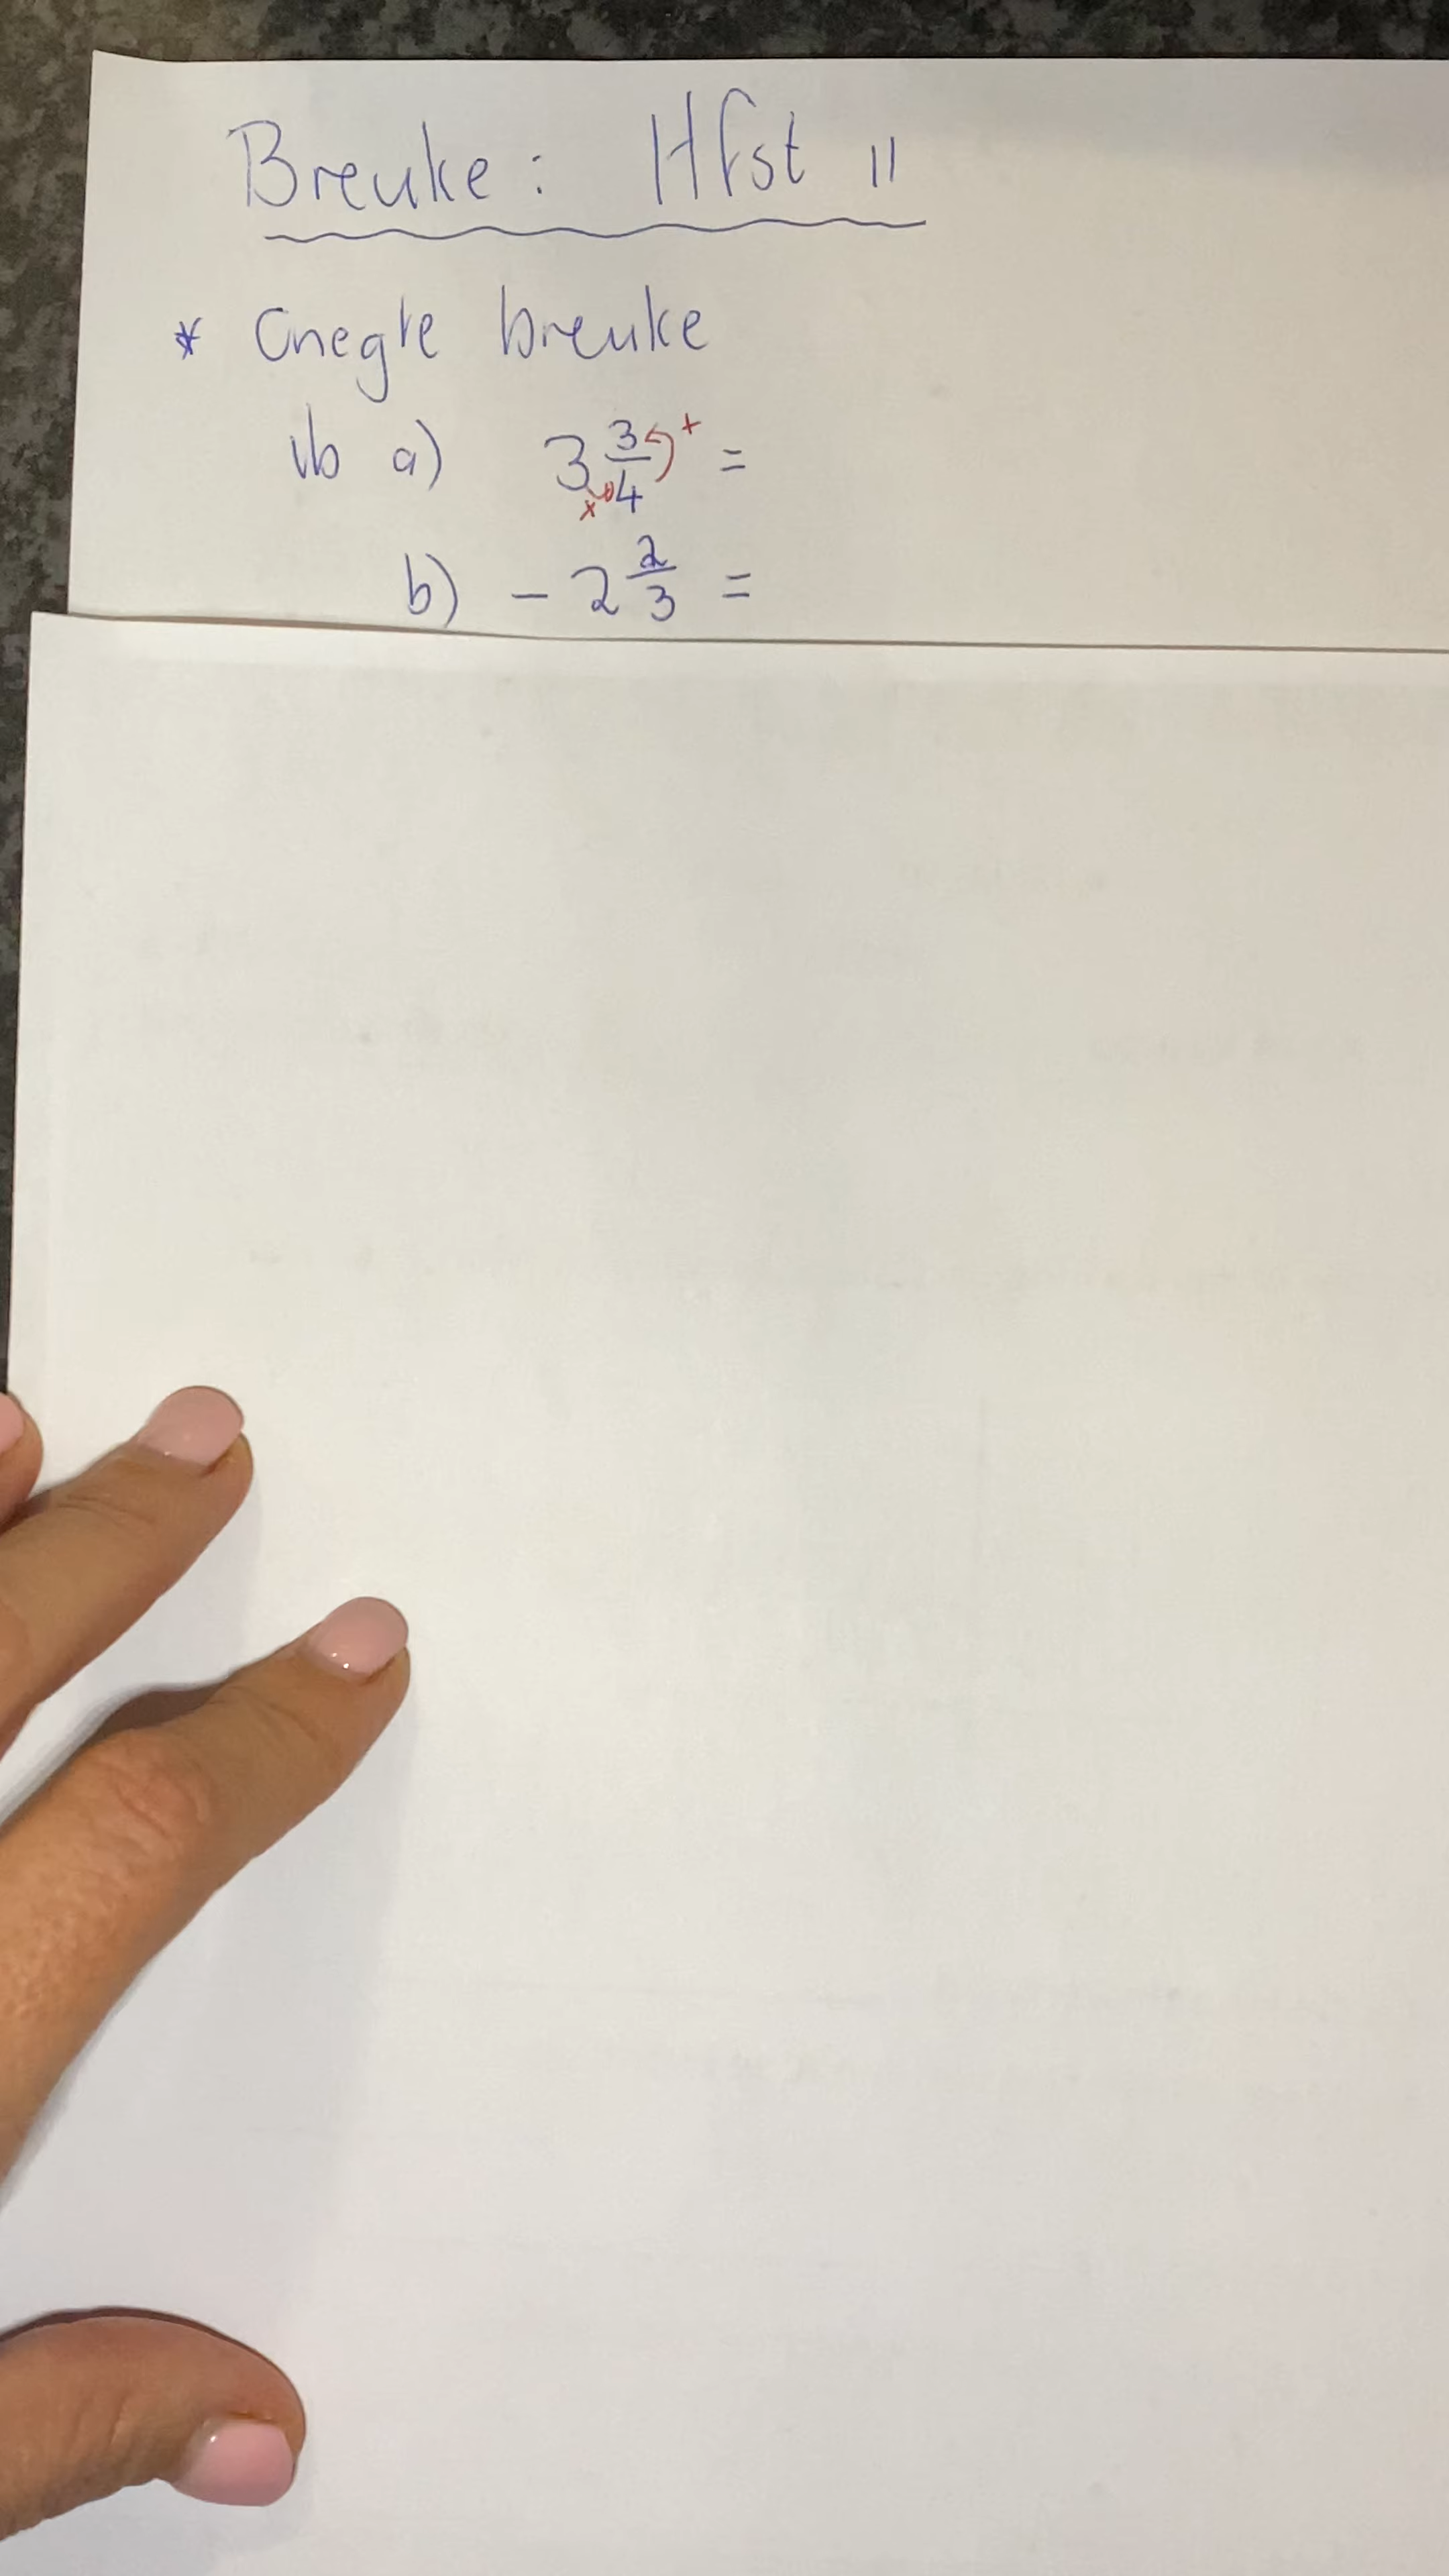 Breuke: Hfst 11
* Onegte breuke
vb a) 3 3/4 + x =
b) - 2 2/3 =